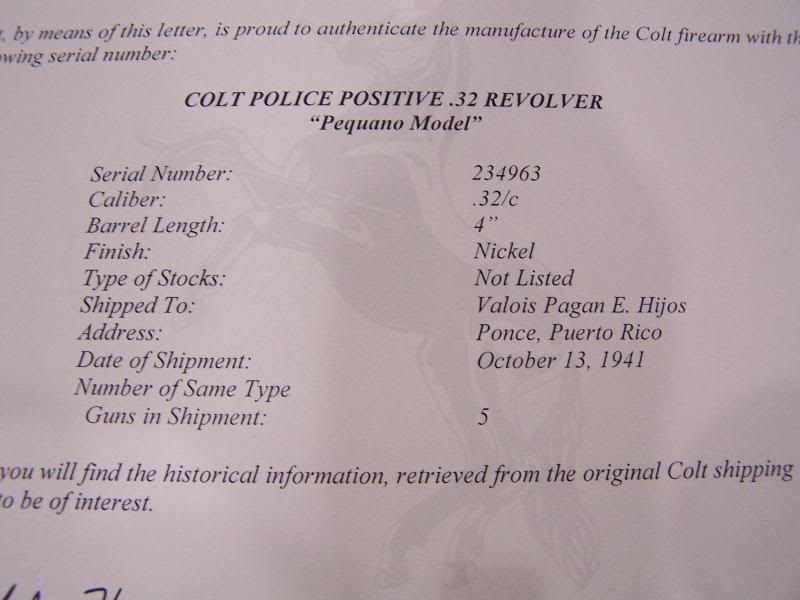 , by means of this letter, is proud to authenticate the manufacture of the Colt firearm with
owing serial number:
COLT POLICE POSITIVE .32 REVOLVER
“Pequano Model”
Serial Number: 234963
Caliber: .32/c
Barrel Length: 4”
Finish: Nickel
Type of Stocks: Not Listed
Shipped To: Valois Pagan E. Hijos
Address: Ponce, Puerto Rico
Date of Shipment: October 13, 1941
Number of Same Type
Guns in Shipment: 5
you will find the historical information, retrieved from the original Colt shipping
to be of interest.